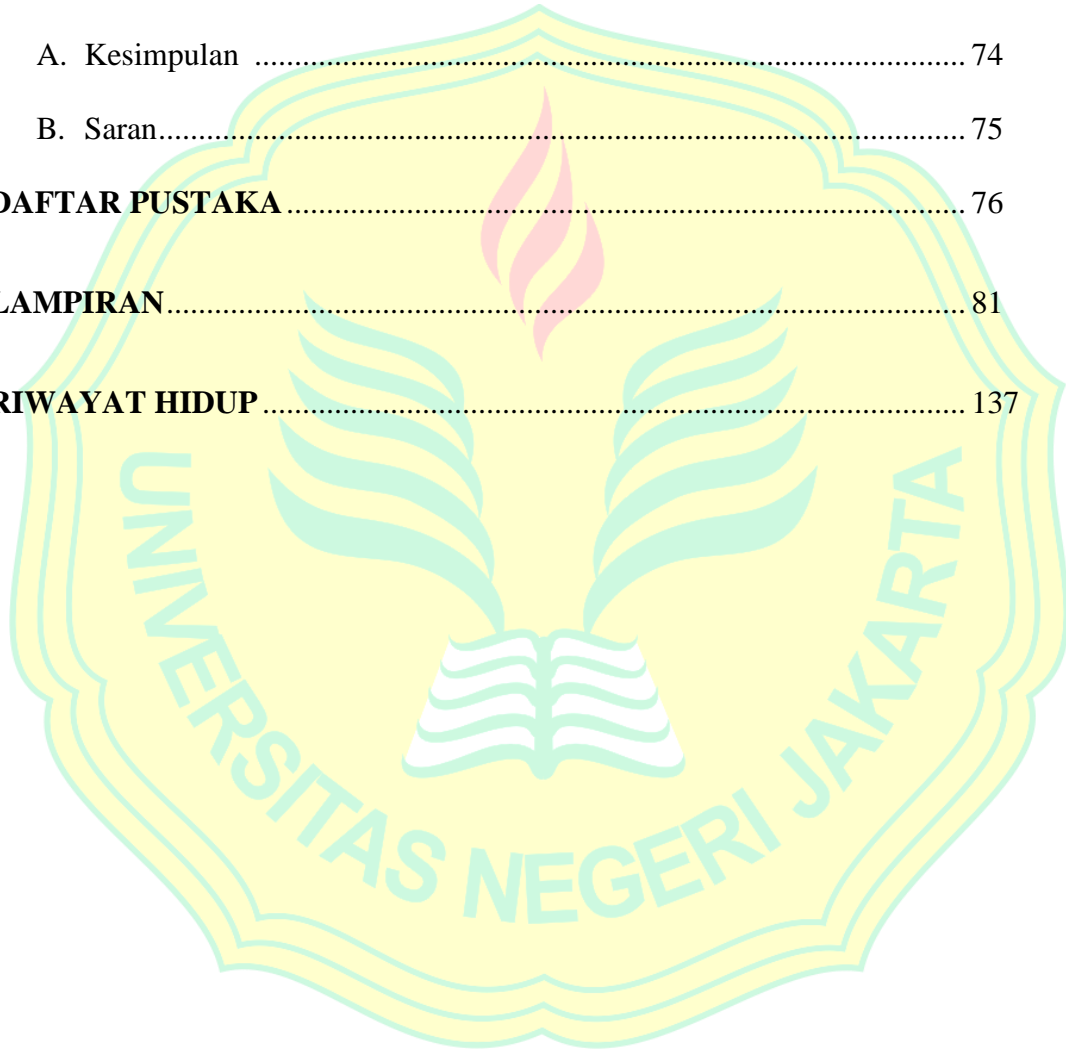 A. Kesimpulan ........................................................................................... 74
B. Saran....................................................................................................... 75
DAFTAR PUSTAKA ...................................................................................... 76
LAMPIRAN...................................................................................................... 81
RIWAYAT HIDUP ......................................................................................... 137
UNIVERSITAS NEGERI JAKARTA